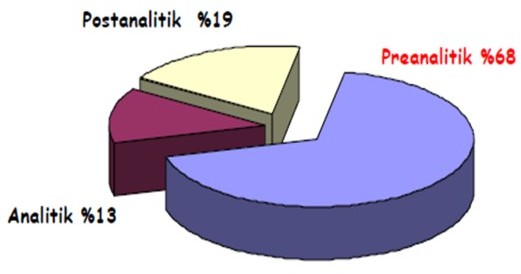 Postanalitik %19
Preanalitik %68
Analitik %13